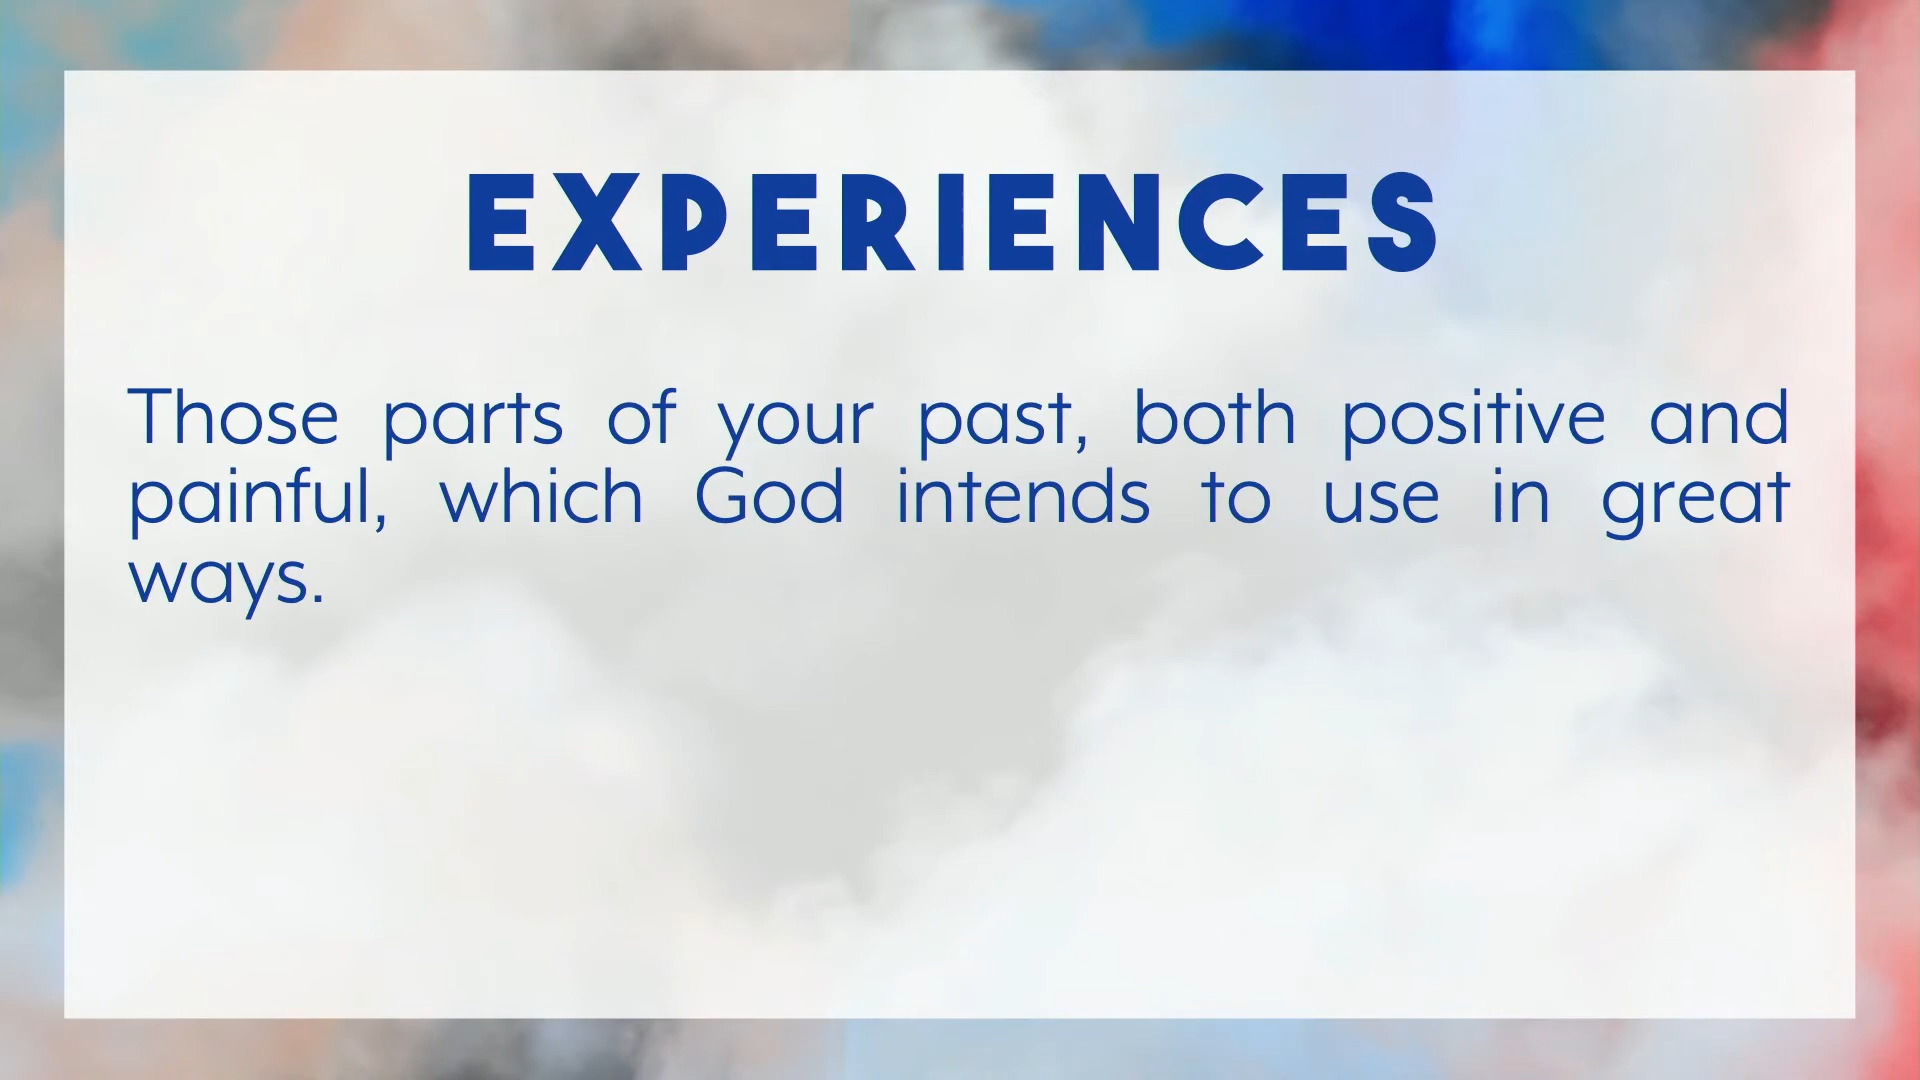 EXPERIENCES
Those parts of your past, both positive and
painful, which God intends to use in great
ways.